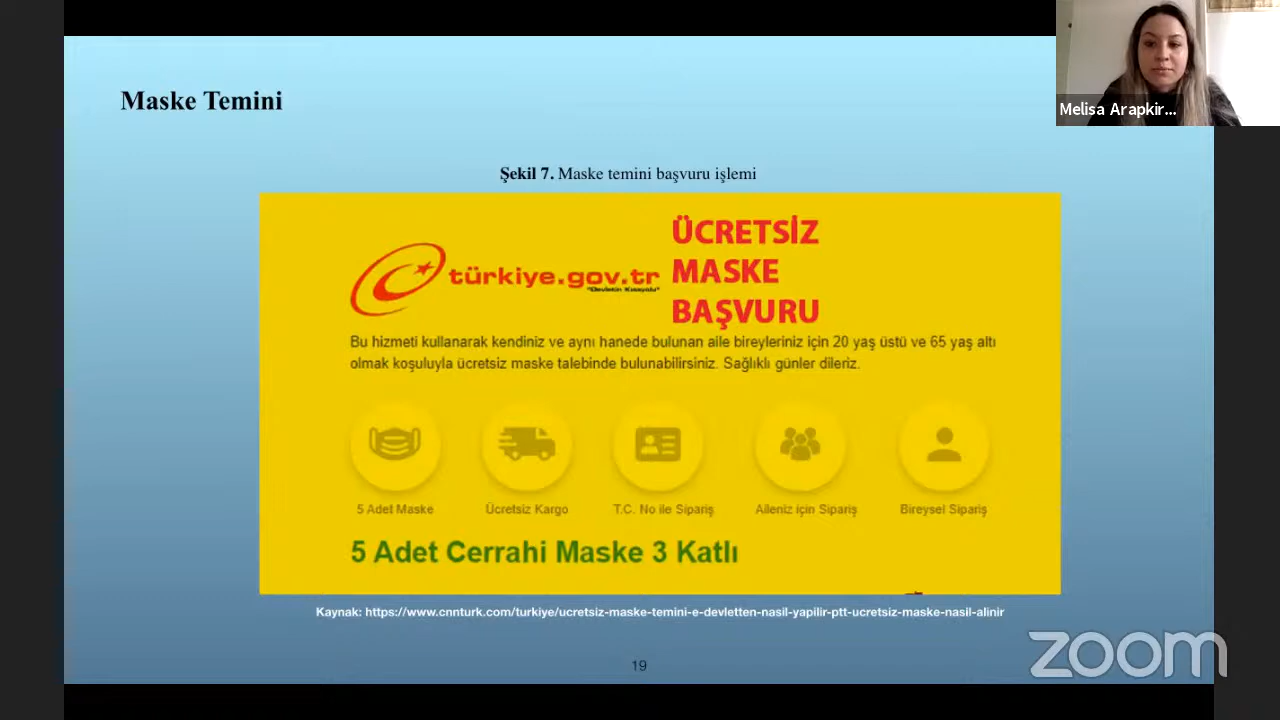 Maske Temini
Melisa Arapkir...
Şekil 7. Maske temini başvuru işlemi
türkiye.gov.tr
"Devletin Kısayolu"
ÜCRETSİZ
MASKE
BAŞVURU
Bu hizmeti kullanarak kendiniz ve aynı hanede bulunan aile bireyleriniz için 20 yaş üstü ve 65 yaş altı
olmak koşuluyla ücretsiz maske talebinde bulunabilirsiniz. Sağlıklı günler dileriz.
5 Adet Maske
Ücretsiz Kargo
T.C. No ile Sipariş
Aileniz için Sipariş
Bireysel Sipariş
5 Adet Cerrahi Maske 3 Katlı
Kaynak: https://www.cnnturk.com/turkiye/ucretsiz-maske-temini-e-devletten-nasil-yapilir-ptt-ucretsiz-maske-nasil-alinir
zoom
19